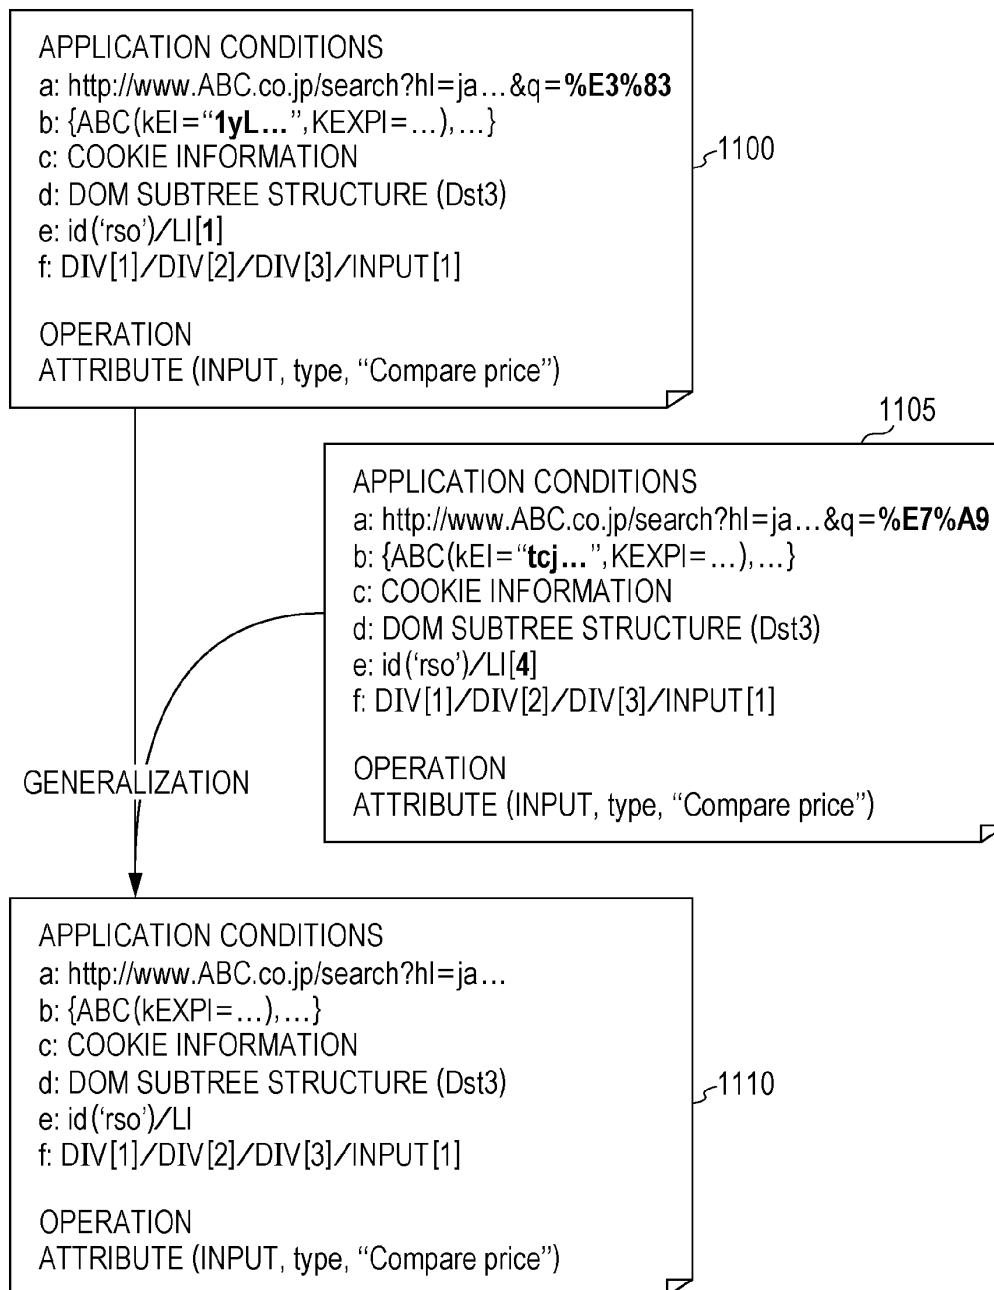 APPLICATION CONDITIONS
a: http://www.ABC.co.jp/search?hl=ja...&q=%E3%83
b: {ABC(kEI="1yL...",KEXPI=...),...}
c: COOKIE INFORMATION
d: DOM SUBTREE STRUCTURE (Dst3)
e: id('rso')/LI[1]
f: DIV[1]/DIV[2]/DIV[3]/INPUT[1]
OPERATION
ATTRIBUTE (INPUT, type, "Compare price")
1100
1105
APPLICATION CONDITIONS
a: http://www.ABC.co.jp/search?hl=ja...&q=%E7%A9
b: {ABC(kEI="tcj...",KEXPI=...),...}
c: COOKIE INFORMATION
d: DOM SUBTREE STRUCTURE (Dst3)
e: id('rso')/LI[4]
f: DIV[1]/DIV[2]/DIV[3]/INPUT[1]
OPERATION
ATTRIBUTE (INPUT, type, "Compare price")
GENERALIZATION
APPLICATION CONDITIONS
a: http://www.ABC.co.jp/search?hl=ja...
b: {ABC(kEXPI=...),...}
c: COOKIE INFORMATION
d: DOM SUBTREE STRUCTURE (Dst3)
e: id('rso')/LI
f: DIV[1]/DIV[2]/DIV[3]/INPUT[1]
OPERATION
ATTRIBUTE (INPUT, type, "Compare price")
1110